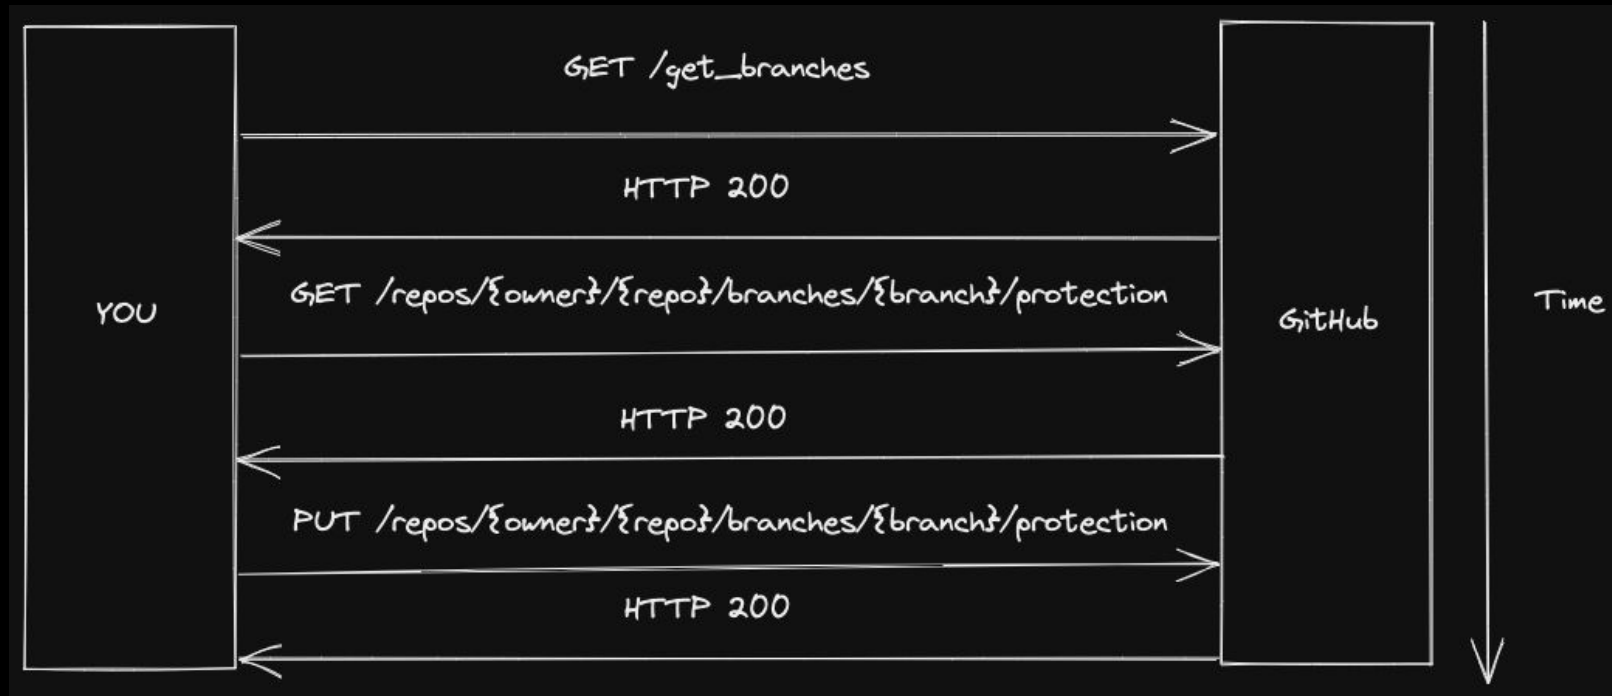 GET /get_branches
HTTP 200
GET /repos/{owner}/{repo}/branches/{branch}/protection
YOU
GitHub
Time
HTTP 200
PUT /repos/{owner}/{repo}/branches/{branch}/protection
HTTP 200